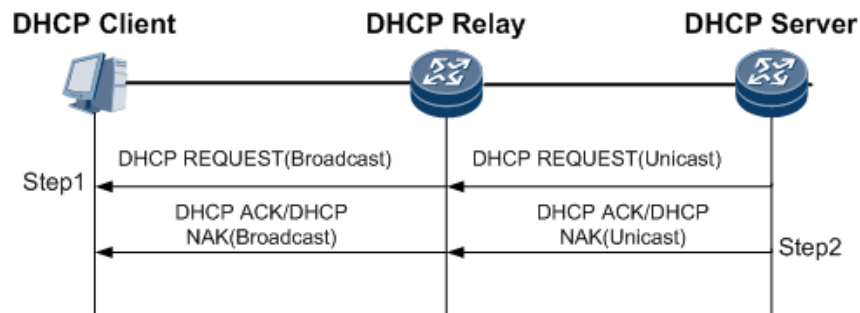 DHCP Client
DHCP Relay
DHCP Server
DHCP REQUEST(Broadcast)
DHCP REQUEST(Unicast)
Step1
DHCP ACK/DHCP
NAK(Broadcast)
DHCP ACK/DHCP
NAK(Unicast)
Step2